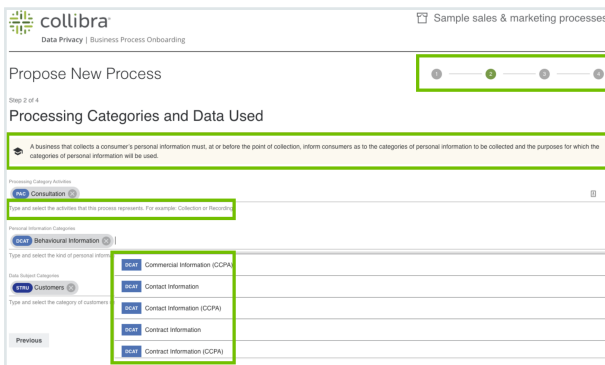 collibra
Sample sales & marketing processes
Data Privacy | Business Process Onboarding
Propose New Process
1 2 3 4
Step 2 of 4
Processing Categories and Data Used
A business that collects a consumer's personal information must, at or before the point of collection, inform consumers as to the categories of personal information to be collected and the purposes for which the
categories of personal information will be used.
Processing Category Activities
PAC Consultation
Type and select the activities that this process represents. For example: Collection or Recording
Personal Information Categories
DCAT Behavioural Information
Type and select the kind of personal
DCAT Commercial Information (CCPA)
Data Subject Categories
DCAT Contact Information
STRU Customers
DCAT Contact Information (CCPA)
Type and select the category of customers
DCAT Contract Information
Previous
DCAT Contract Information (CCPA)